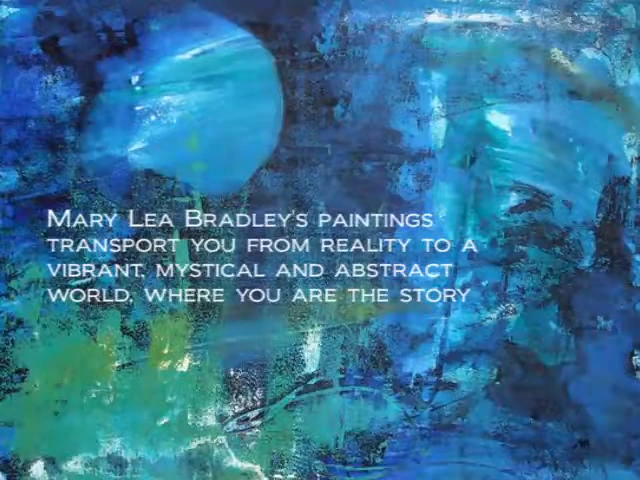 Mary Lea Bradley's paintings
transport you from reality to a
vibrant, mystical and abstract
world, where you are the story